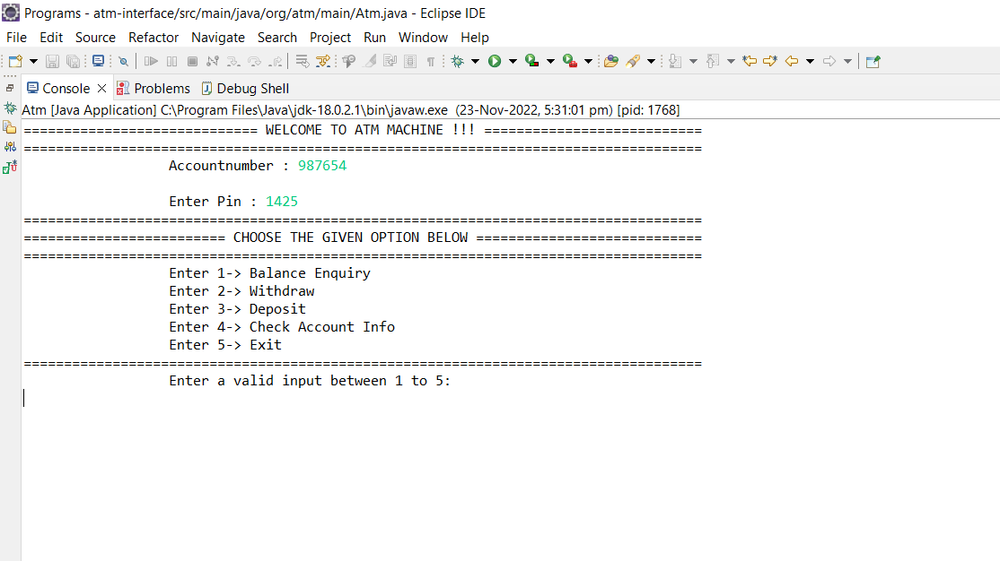 Programs - atm-interface/src/main/java/org/atm/main/Atm.java - Eclipse IDE
File Edit Source Refactor Navigate Search Project Run Window Help
Console Problems Debug Shell
Atm [Java Application] C:\Program Files\Java\jdk-18.0.2.1\bin\javaw.exe (23-Nov-2022, 5:31:01 pm) [pid: 1768]
============================= WELCOME TO ATM MACHINE !!! ===========================
====================================================================================
Accountnumber : 987654
Enter Pin : 1425
====================================================================================
========================= CHOOSE THE GIVEN OPTION BELOW ============================
====================================================================================
Enter 1-> Balance Enquiry
Enter 2-> Withdraw
Enter 3-> Deposit
Enter 4-> Check Account Info
Enter 5-> Exit
====================================================================================
Enter a valid input between 1 to 5: